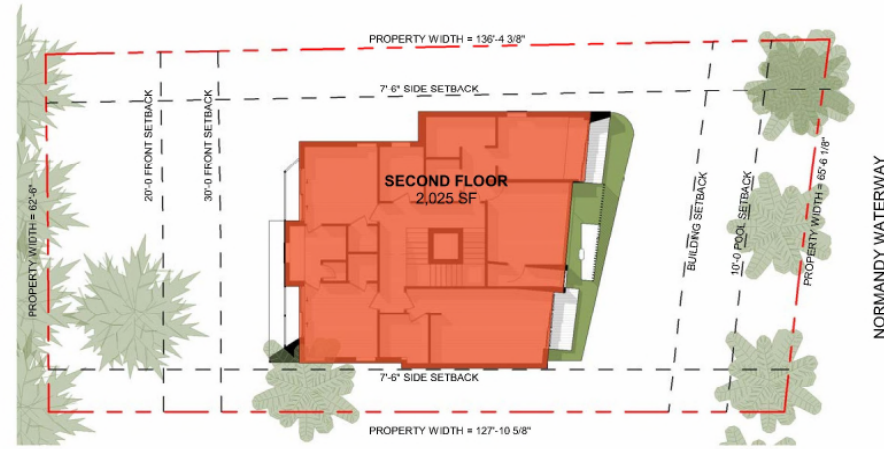 PROPERTY WIDTH = 136'-4 3/8"
7'-6" SIDE SETBACK
20'-0 FRONT SETBACK
30'-0 FRONT SETBACK
SECOND FLOOR
2,025 SF
PROPERTY WIDTH = 62'-6"
BUILDING SETBACK
10'-0 POOL SETBACK
PROPERTY WIDTH = 65'-6 1/8"
NORMANDY WATERWAY
7'-6" SIDE SETBACK
PROPERTY WIDTH = 127'-10 5/8"